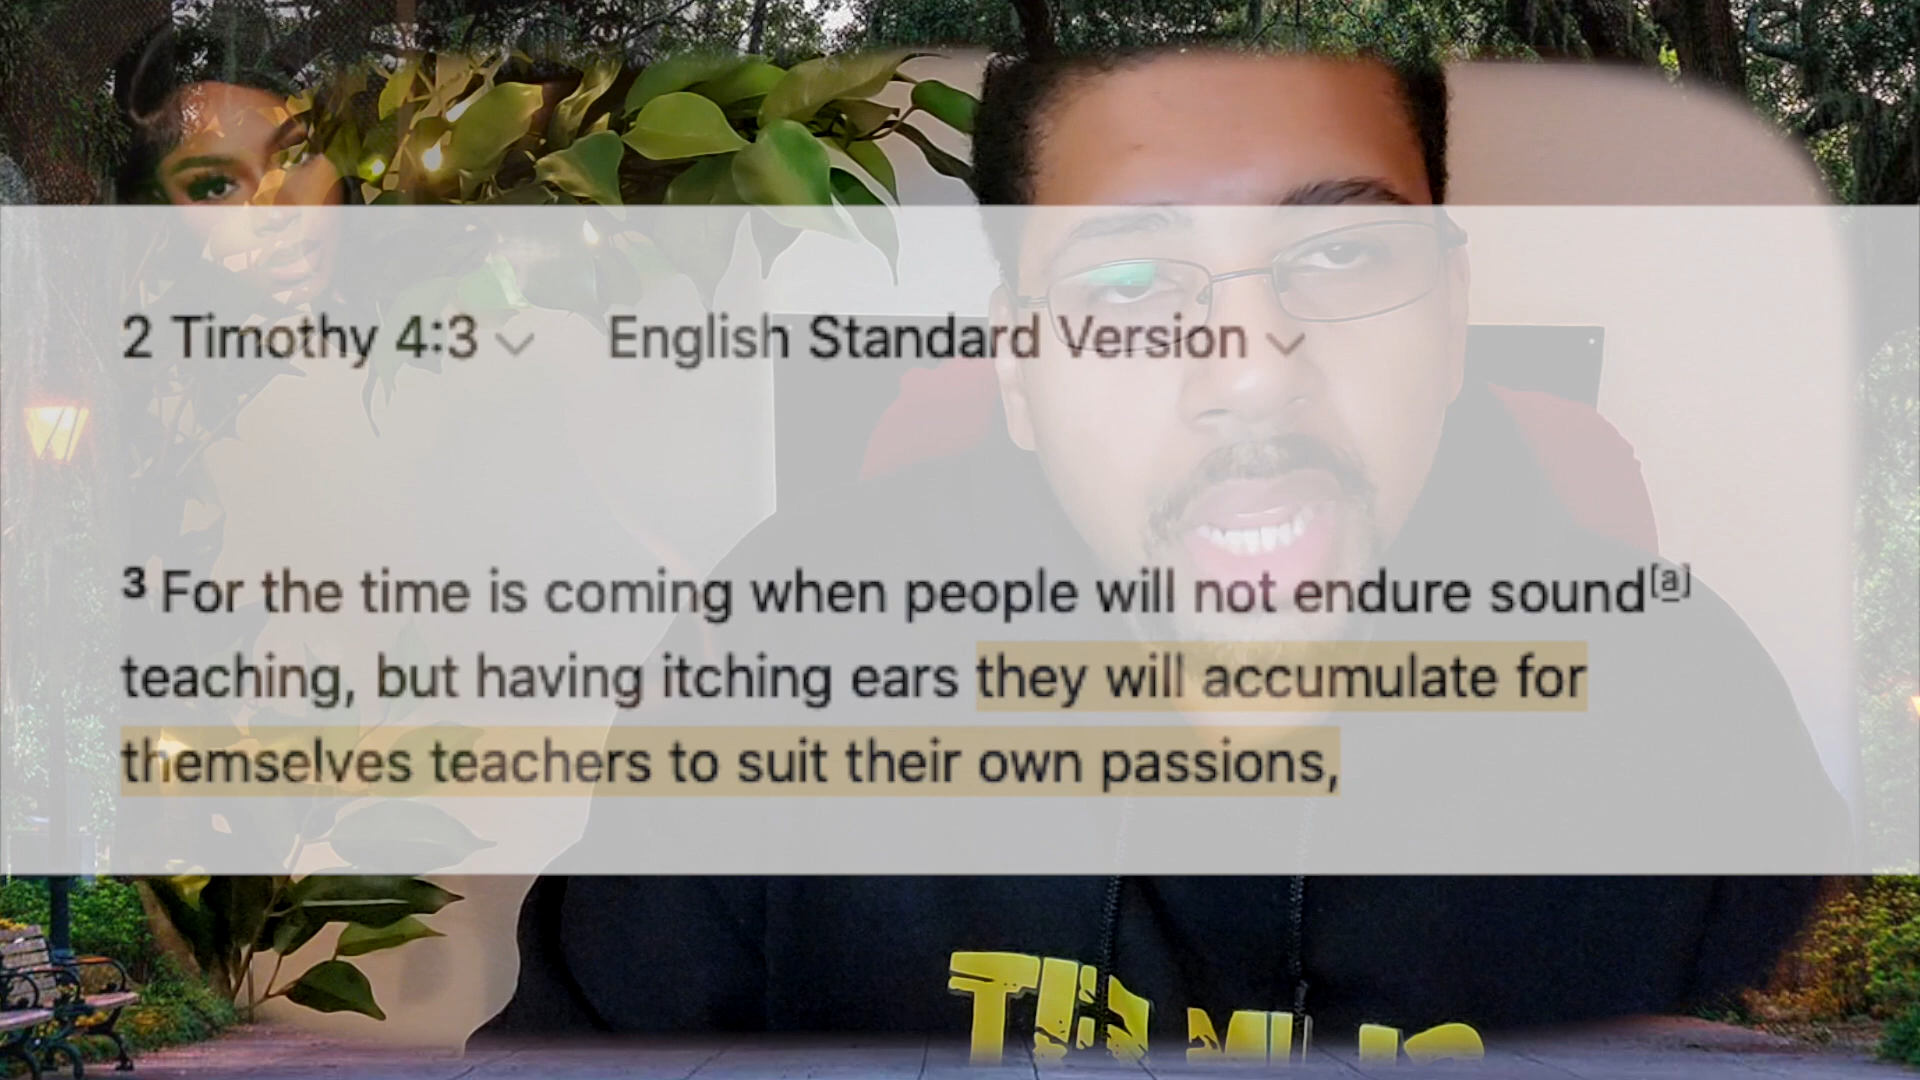 2 Timothy 4:3 English Standard Version
3 For the time is coming when people will not endure sound[a]
teaching, but having itching ears they will accumulate for
themselves teachers to suit their own passions,